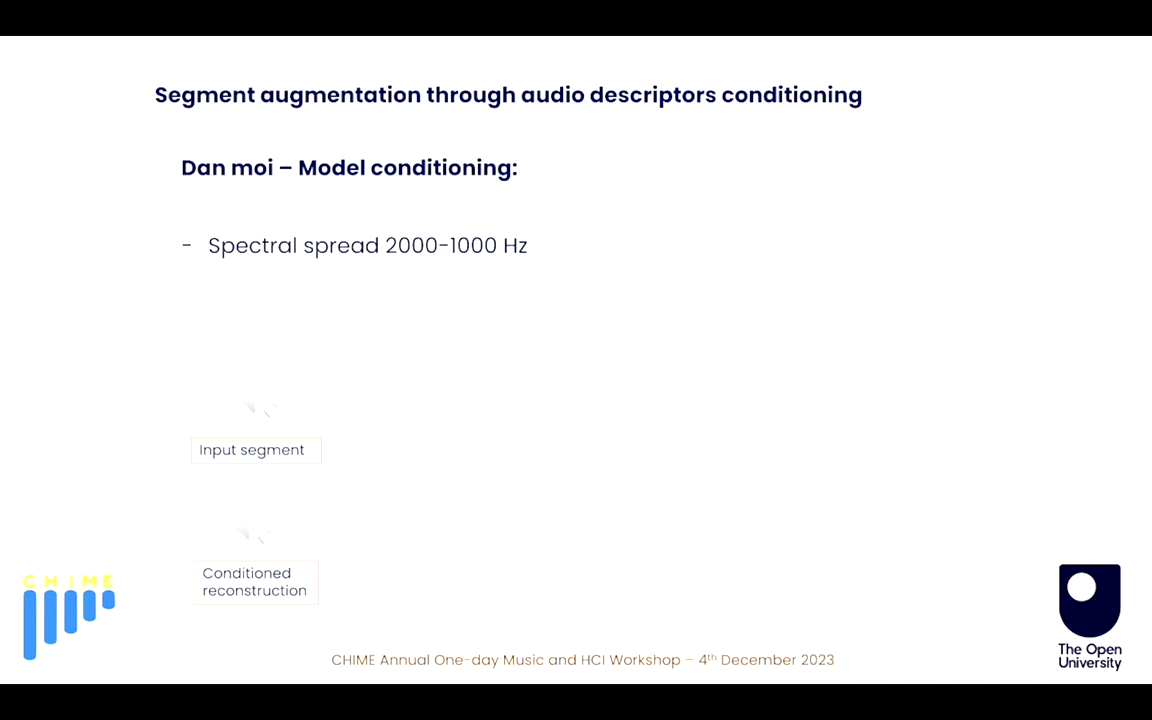 Segment augmentation through audio descriptors conditioning
Dan moi – Model conditioning:
- Spectral spread 2000-1000 Hz
Input segment
Conditioned
reconstruction
CHIME
CHIME Annual One-day Music and HCI Workshop – 4th December 2023
The Open
University